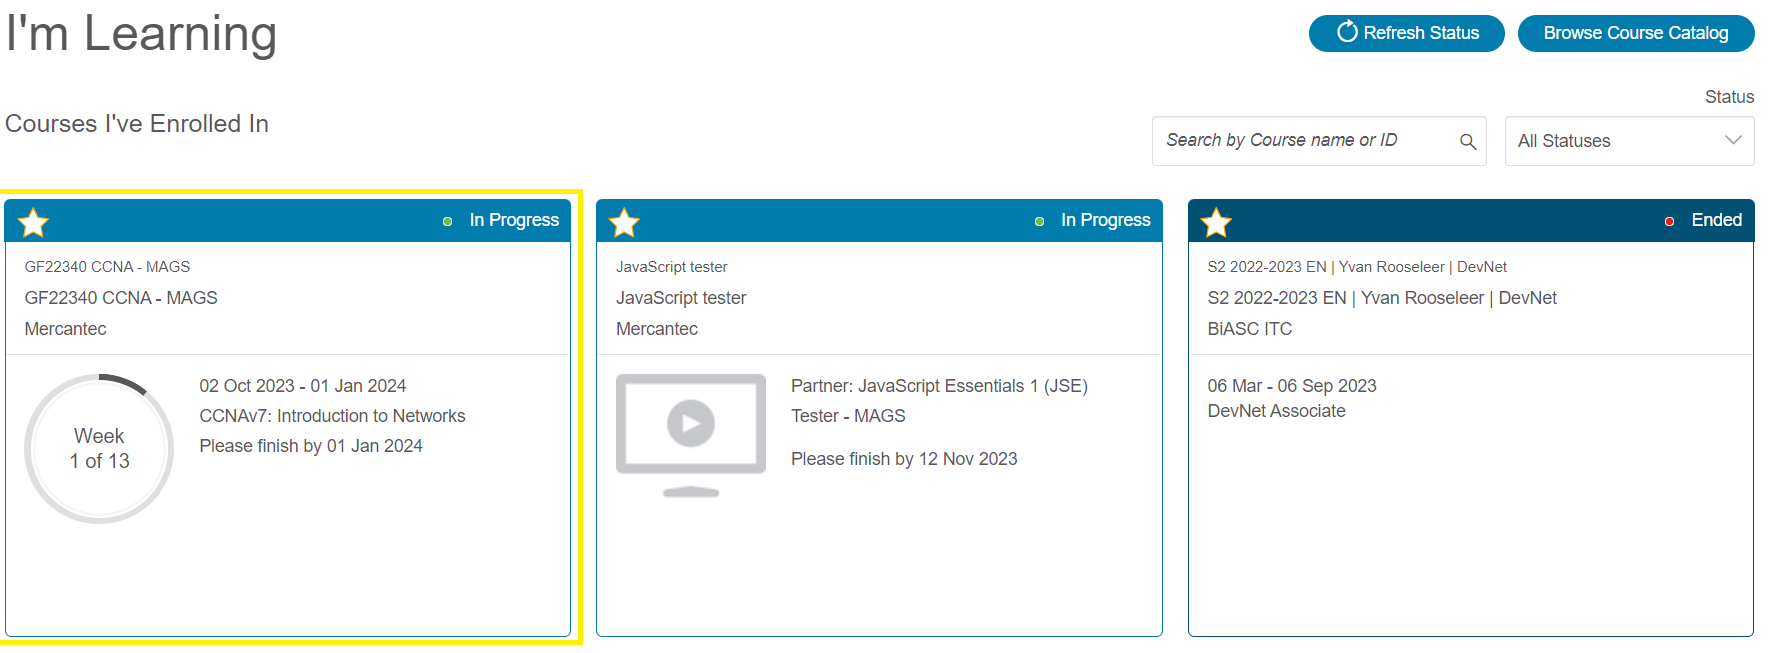 I'm Learning
Refresh Status
Browse Course Catalog
Status
Courses I've Enrolled In
Search by Course name or ID
All Statuses
In Progress
GF22340 CCNA - MAGS
GF22340 CCNA - MAGS
Mercantec
Week
1 of 13
02 Oct 2023 - 01 Jan 2024
CCNAv7: Introduction to Networks
Please finish by 01 Jan 2024
In Progress
JavaScript tester
JavaScript tester
Mercantec
Partner: JavaScript Essentials 1 (JSE)
Tester - MAGS
Please finish by 12 Nov 2023
Ended
S2 2022-2023 EN | Yvan Rooseleer | DevNet
S2 2022-2023 EN | Yvan Rooseleer | DevNet
BiASC ITC
06 Mar - 06 Sep 2023
DevNet Associate